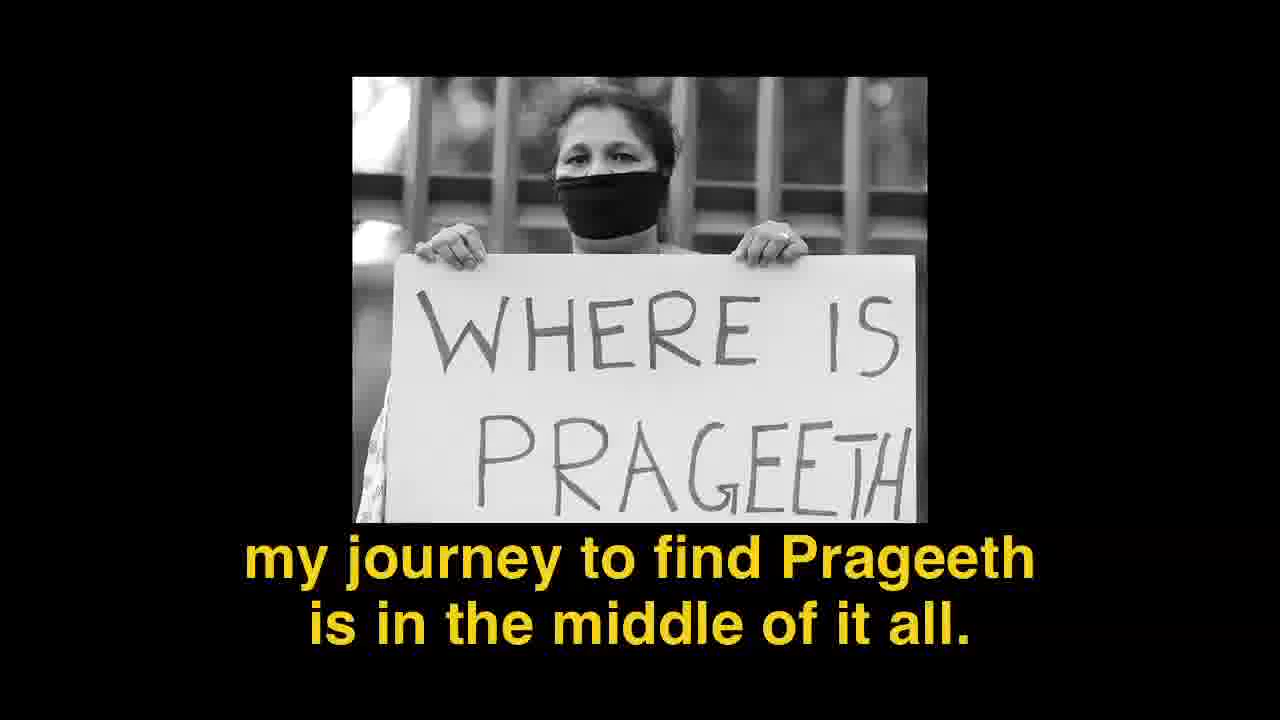 WHERE IS
PRAGEETH
my journey to find Prageeth
is in the middle of it all.